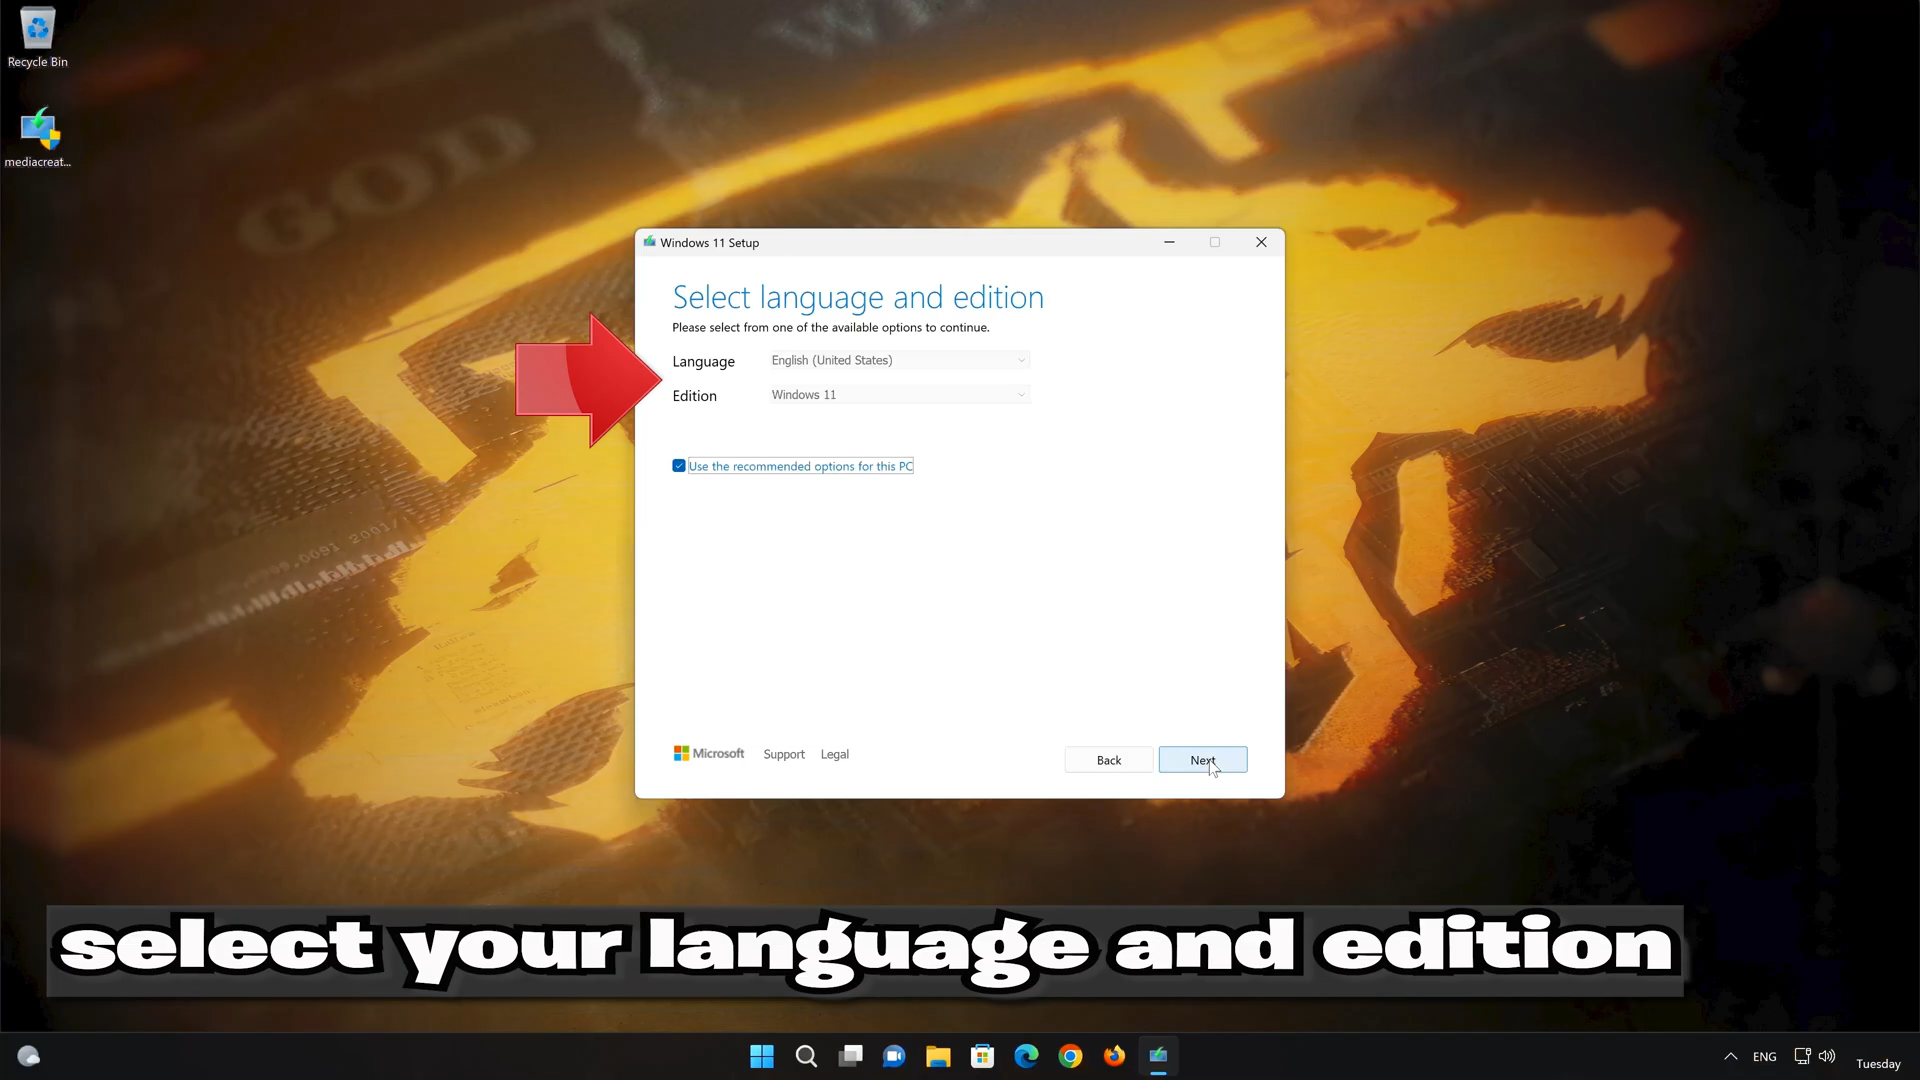 Recycle Bin
mediacreat...
GOD
Windows 11 Setup
Select language and edition
Please select from one of the available options to continue.
Language
English (United States)
Edition
Windows 11
Use the recommended options for this PC
Microsoft
Support
Legal
Back
Next
select your language and edition
ENG
Tuesday